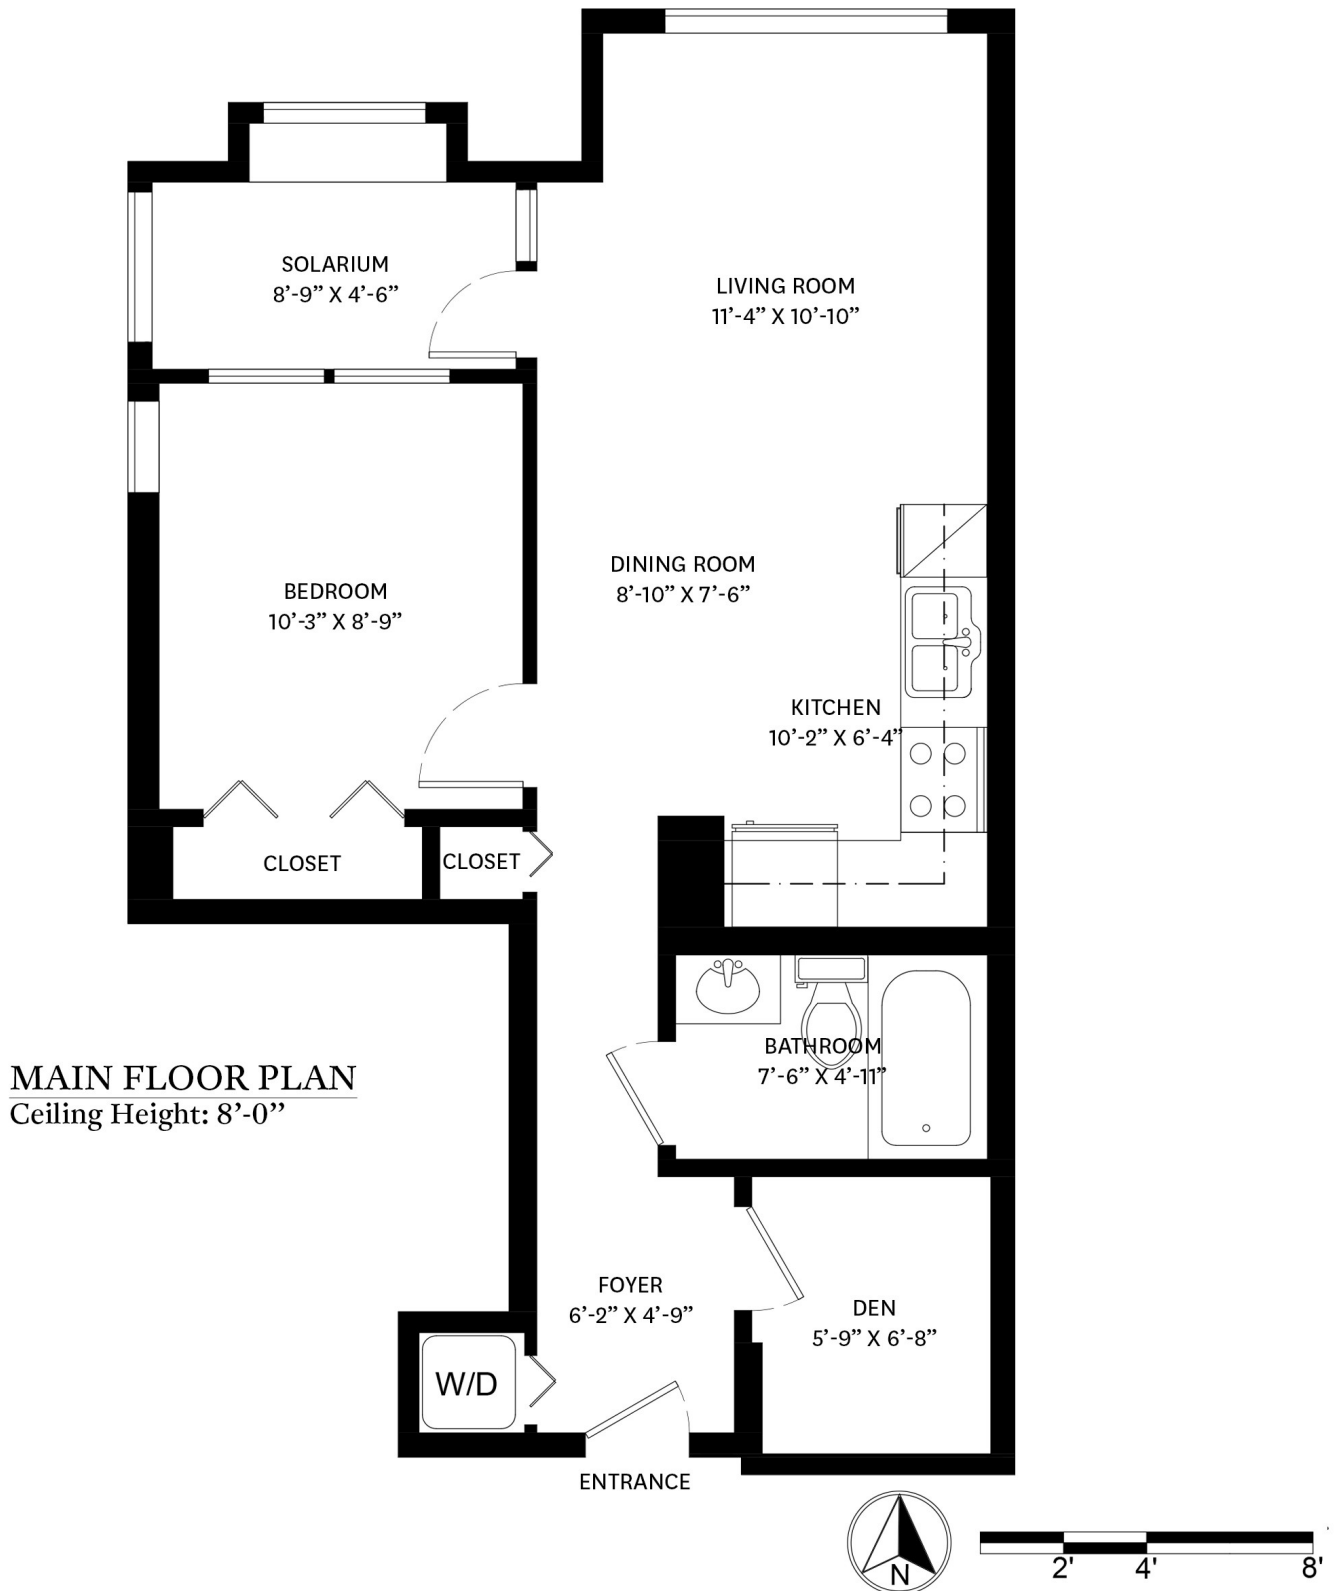 SOLARIUM
8’-9” X 4’-6”
LIVING ROOM
11’-4” X 10’-10”
BEDROOM
10’-3” X 8’-9”
DINING ROOM
8’-10” X 7’-6”
KITCHEN
10’-2” X 6’-4”
CLOSET
CLOSET
BATHROOM
7’-6” X 4’-11”
MAIN FLOOR PLAN
Ceiling Height: 8’-0”
FOYER
6’-2” X 4’-9”
DEN
5’-9” X 6’-8”
W/D
ENTRANCE
N
2' 4' 8'